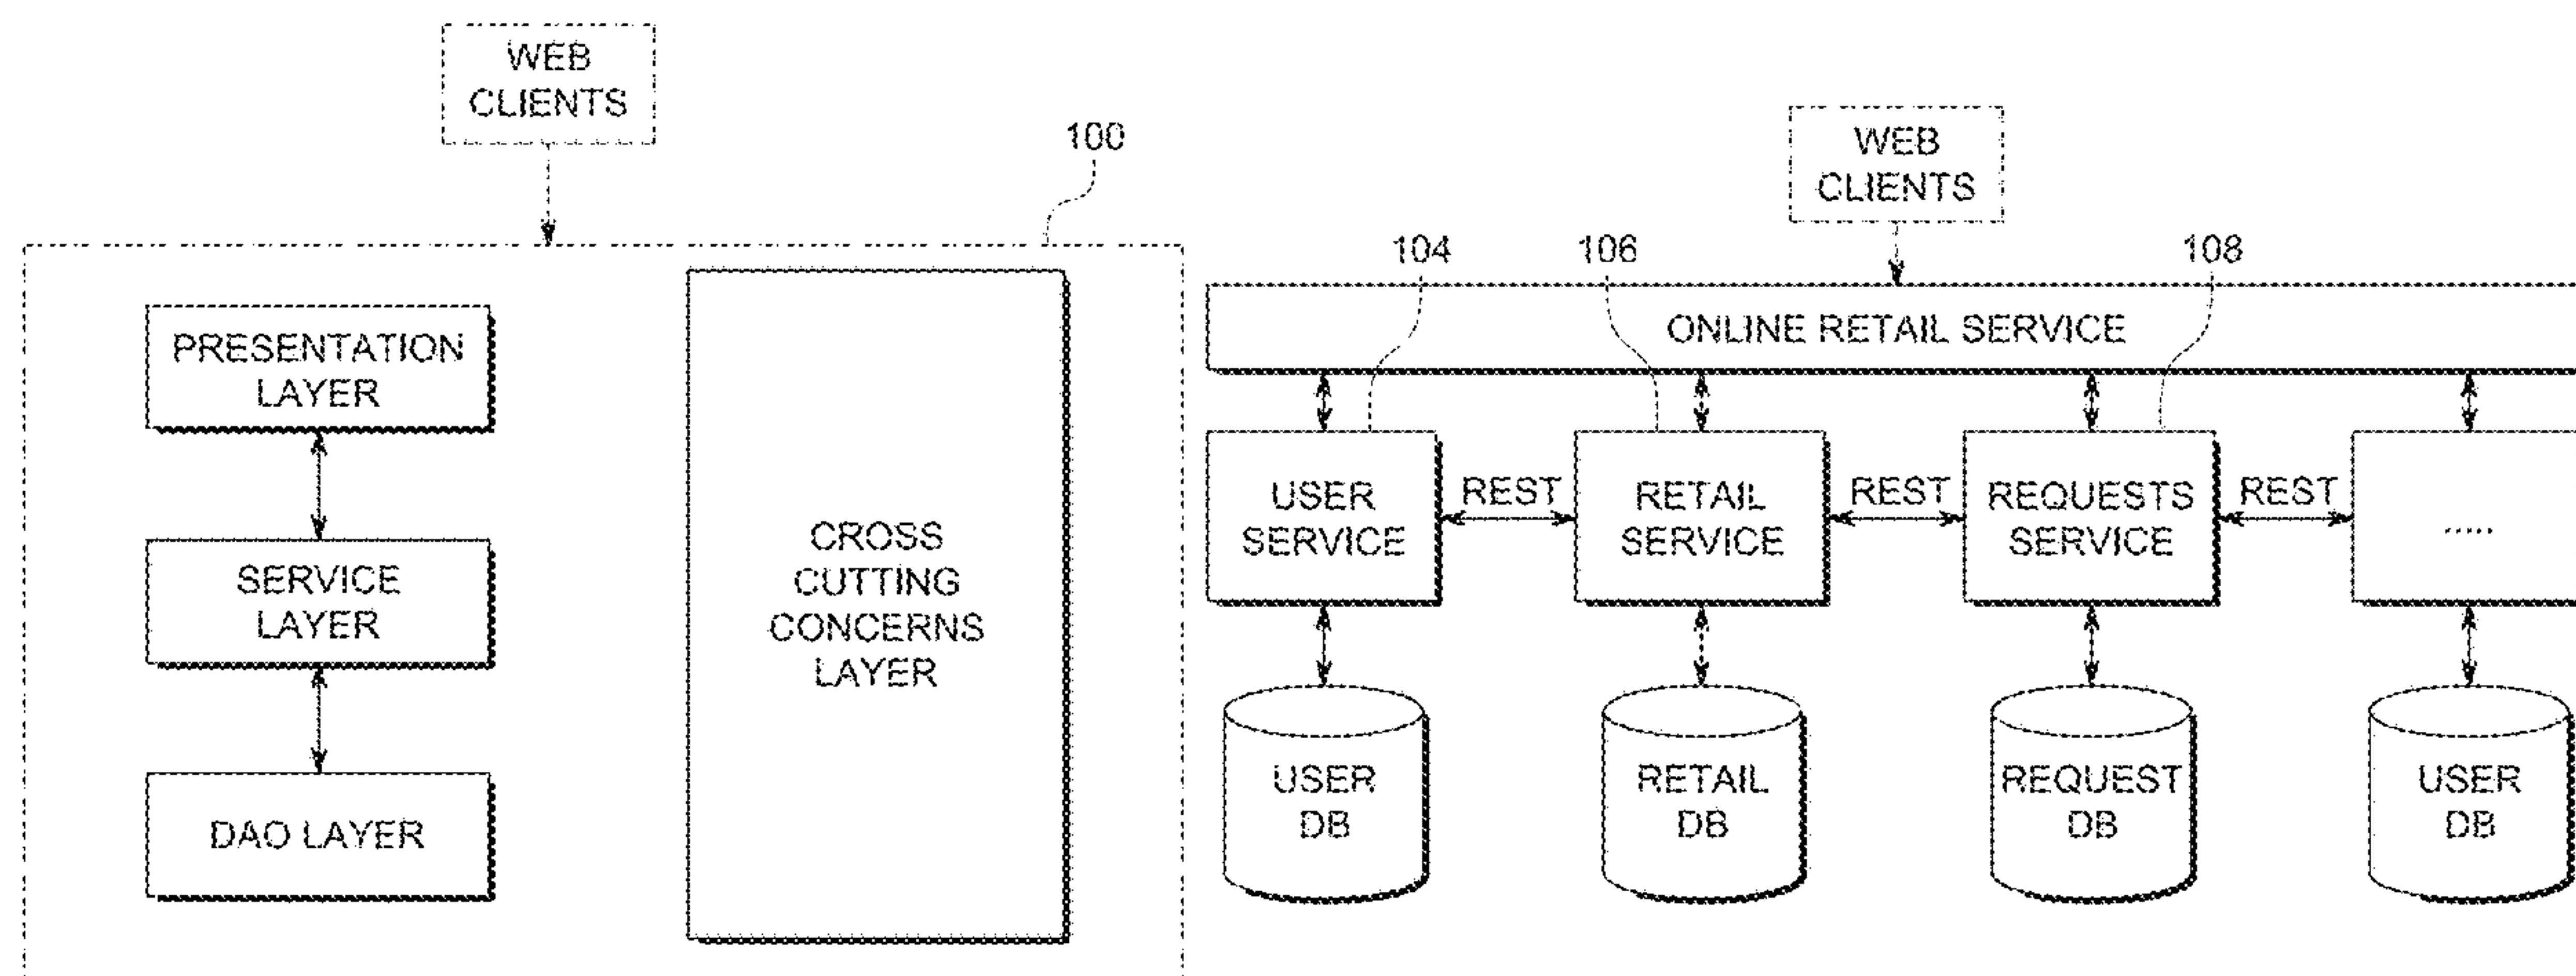 WEB
CLIENTS
100
PRESENTATION
LAYER
SERVICE
LAYER
DAO LAYER
CROSS
CUTTING
CONCERNS
LAYER
WEB
CLIENTS
104
106
108
ONLINE RETAIL SERVICE
USER
SERVICE
REST
RETAIL
SERVICE
REST
REQUESTS
SERVICE
REST
.....
USER
DB
RETAIL
DB
REQUEST
DB
USER
DB